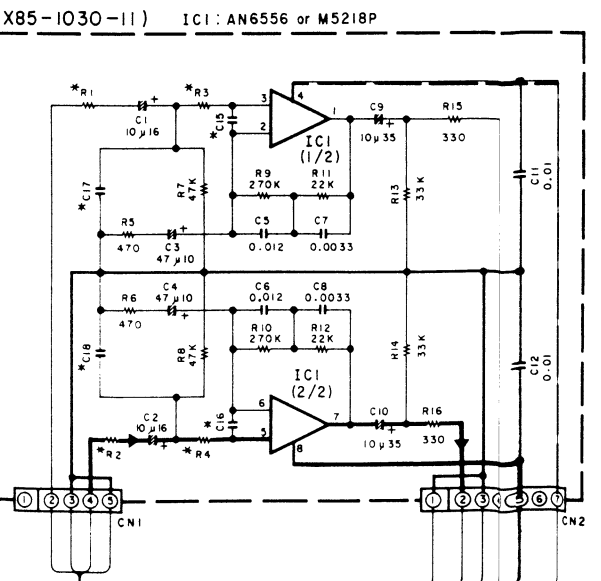 X85-1030-11) IC1: AN6556 or M5218P
*R1
C1
10μ16
*R3
*C15
3
2
4
1
IC1
(1/2)
C9
10μ35
R15
330
*C17
R7
47K
R9
270K
R11
22K
R13
33K
C11
0.01
R5
470
C3
47μ10
C5
0.012
C7
0.0033
R6
470
C4
47μ10
C6
0.012
C8
0.0033
*C18
R8
47K
R10
270K
R12
22K
R14
33K
C12
0.01
*R2
C2
10μ16
*R4
*C16
6
5
7
8
IC1
(2/2)
C10
10μ35
R16
330
1 2 3 4 5
CN1
1 2 3 5 6 7
CN2